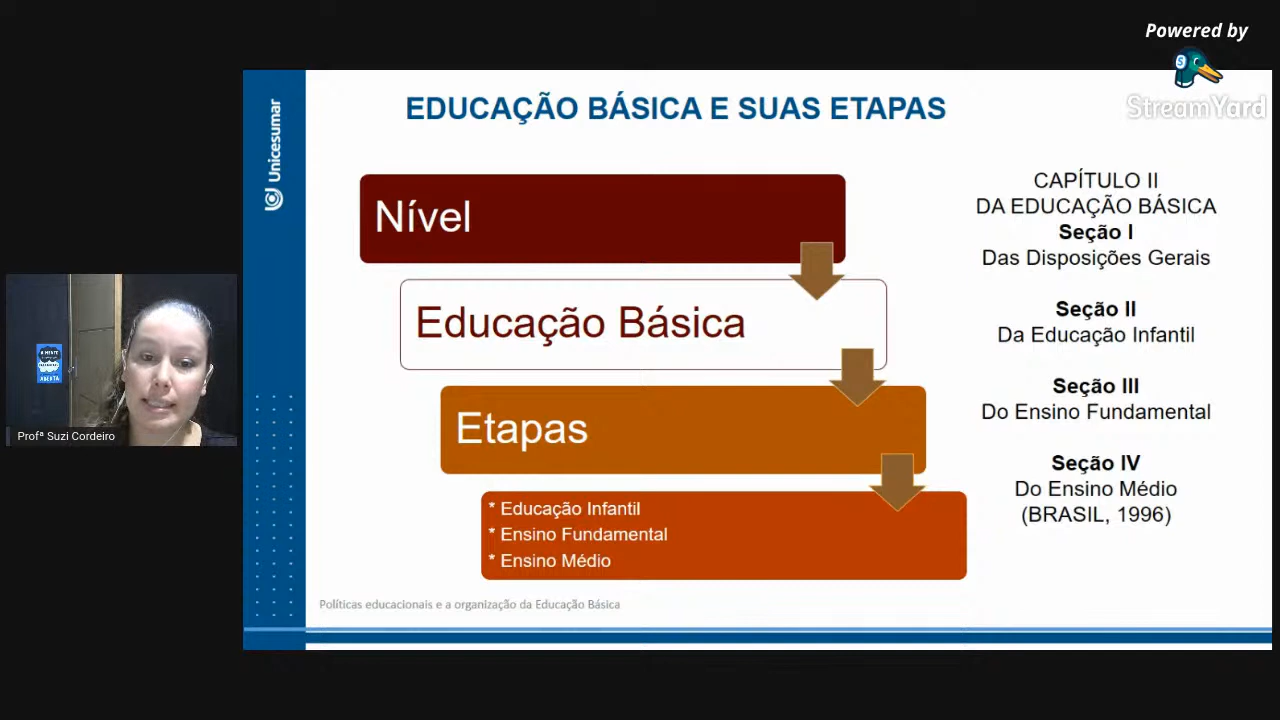 Powered by
StreamYard
Unicesumar
EDUCAÇÃO BÁSICA E SUAS ETAPAS
Nível
Educação Básica
Etapas
* Educação Infantil
* Ensino Fundamental
* Ensino Médio
CAPÍTULO II
DA EDUCAÇÃO BÁSICA
Seção I
Das Disposições Gerais
Seção II
Da Educação Infantil
Seção III
Do Ensino Fundamental
Seção IV
Do Ensino Médio
(BRASIL, 1996)
A MENTE
ABERTA
Profª Suzi Cordeiro
Políticas educacionais e a organização da Educação Básica